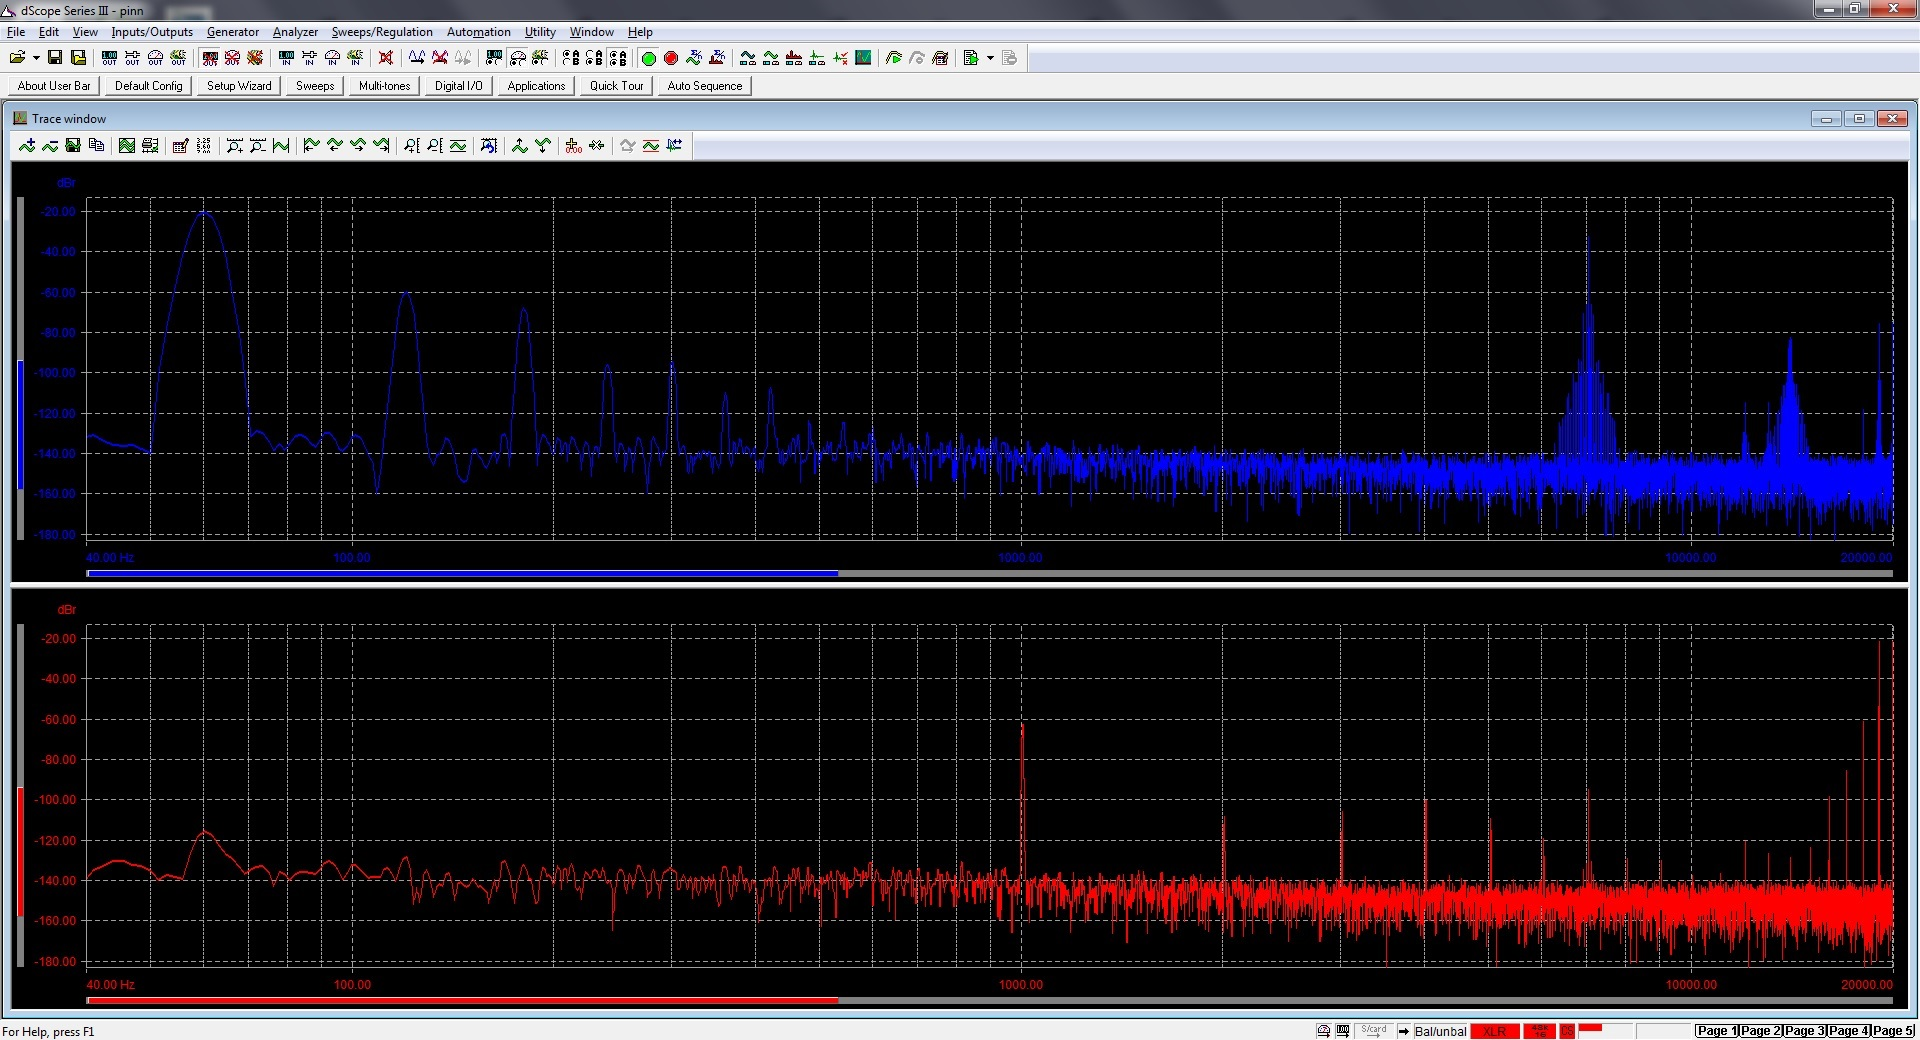 dScope Series III - pinn
File Edit View Inputs/Outputs Generator Analyzer Sweeps/Regulation Automation Utility Window Help
About User Bar Default Config Setup Wizard Sweeps Multi-tones Digital I/O Applications Quick Tour Auto Sequence
Trace window
dBr
-20.00
-40.00
-60.00
-80.00
-100.00
-120.00
-140.00
-160.00
-180.00
40.00 Hz 100.00 1000.00 10000.00 20000.00
dBr
-20.00
-40.00
-60.00
-80.00
-100.00
-120.00
-140.00
-160.00
-180.00
40.00 Hz 100.00 1000.00 10000.00 20000.00
For Help, press F1 S/card Bal/unbal XLR CS Page 1 Page 2 Page 3 Page 4 Page 5